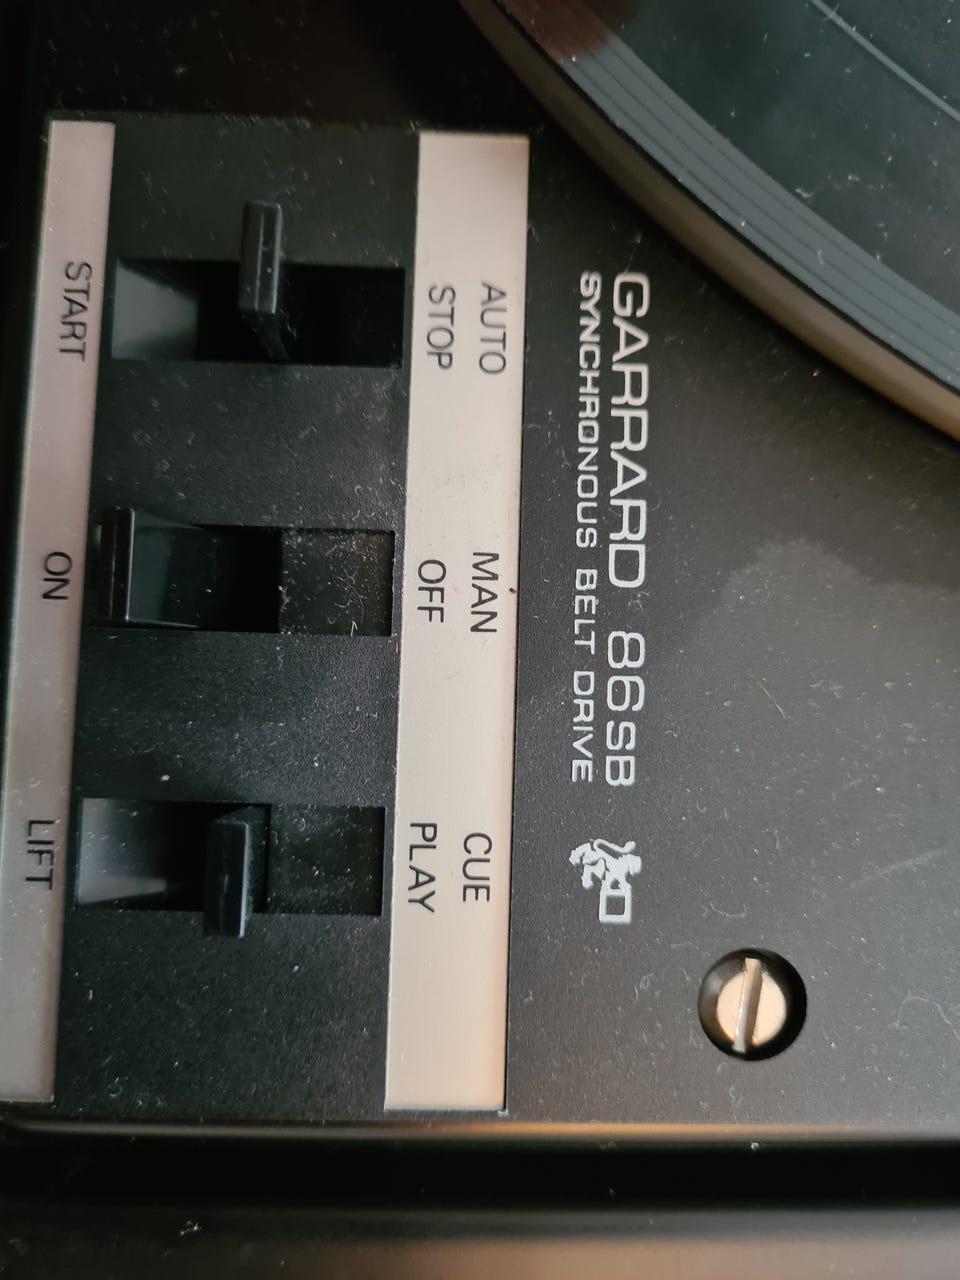 GARRARD 86SB
SYNCHRONOUS BELT DRIVE
AUTO
STOP
MAN
OFF
CUE
PLAY
START
ON
LIFT